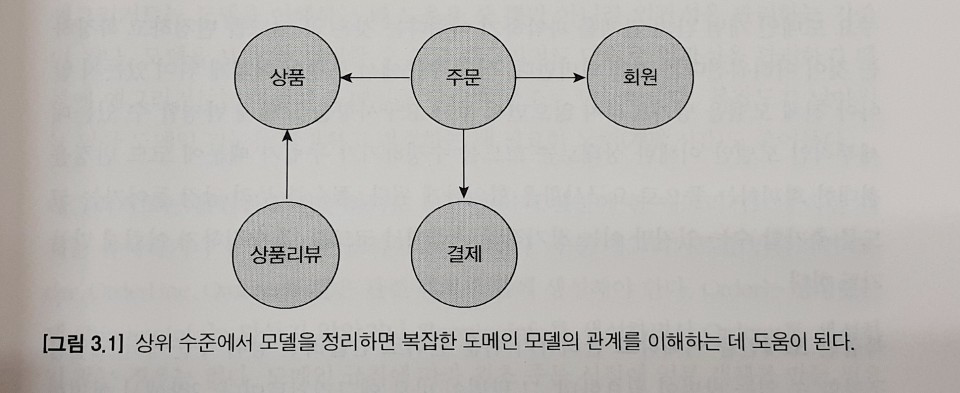 상품
주문
회원
상품리뷰
결제
[그림 3.1] 상위 수준에서 모델을 정리하면 복잡한 도메인 모델의 관계를 이해하는 데 도움이 된다.